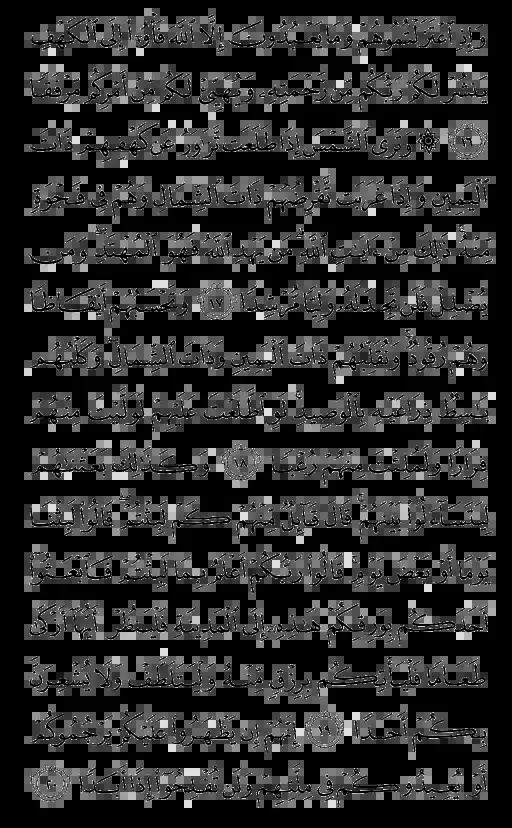 وَإِذِ ٱعْتَزَلْتُمُوهُمْ وَمَا يَعْبُدُونَ إِلَّا ٱللَّهَ فَأْوُۥٓا۟ إِلَى ٱلْكَهْفِ
يَنشُرْ لَكُمْ رَبُّكُم مِّن رَّحْمَتِهِۦ وَيُهَيِّئْ لَكُم مِّنْ أَمْرِكُم مِّرْفَقًا
١٦ ۞ وَتَرَى ٱلشَّمْسَ إِذَا طَلَعَت تَّزَٰوَرُ عَن كَهْفِهِمْ ذَاتَ
ٱلْيَمِينِ وَإِذَا غَرَبَت تَّقْرِضُهُمْ ذَاتَ ٱلشِّمَالِ وَهُمْ فِى فَجْوَةٍ
مِّنْهُ ۚ ذَٰلِكَ مِنْ ءَايَٰتِ ٱللَّهِ ۗ مَن يَهْدِ ٱللَّهُ فَهُوَ ٱلْمُهْتَدِ ۖ وَمَن
يُضْلِلْ فَلَن تَجِدَ لَهُۥ وَلِيًّا مُّرْشِدًا ١٧ وَتَحْسَبُهُمْ أَيْقَاظًا
وَهُمْ رُقُودٌ ۚ وَنُقَلِّبُهُمْ ذَاتَ ٱلْيَمِينِ وَذَاتَ ٱلشِّمَالِ ۖ وَكَلْبُهُم
بَٰسِطٌ ذِرَاعَيْهِ بِٱلْوَصِيدِ ۚ لَوِ ٱطَّلَعْتَ عَلَيْهِمْ لَوَلَّيْتَ مِنْهُمْ
فِرَارًا وَلَمُلِئْتَ مِنْهُمْ رُعْبًا ١٨ وَكَذَٰلِكَ بَعَثْنَٰهُمْ
لِيَتَسَآءَلُوا۟ بَيْنَهُمْ ۚ قَالَ قَآئِلٌ مِّنْهُمْ كَمْ لَبِثْتُمْ ۖ قَالُوا۟ لَبِثْنَا
يَوْمًا أَوْ بَعْضَ يَوْمٍ ۚ قَالُوا۟ رَبُّكُمْ أَعْلَمُ بِمَا لَبِثْتُمْ فَٱبْعَثُوٓا۟
أَحَدَكُم بِوَرِقِكُمْ هَٰذِهِۦٓ إِلَى ٱلْمَدِينَةِ فَلْيَنظُرْ أَيُّهَآ أَزْكَىٰ
طَعَامًا فَلْيَأْتِكُم بِرِزْقٍ مِّنْهُ وَلْيَتَلَطَّفْ وَلَا يُشْعِرَنَّ
بِكُمْ أَحَدًا ١٩ إِنَّهُمْ إِن يَظْهَرُوا۟ عَلَيْكُمْ يَرْجُمُوكُمْ
أَوْ يُعِيدُوكُمْ فِى مِلَّتِهِمْ وَلَن تُفْلِحُوٓا۟ إِذًا أَبَدًا ٢٠